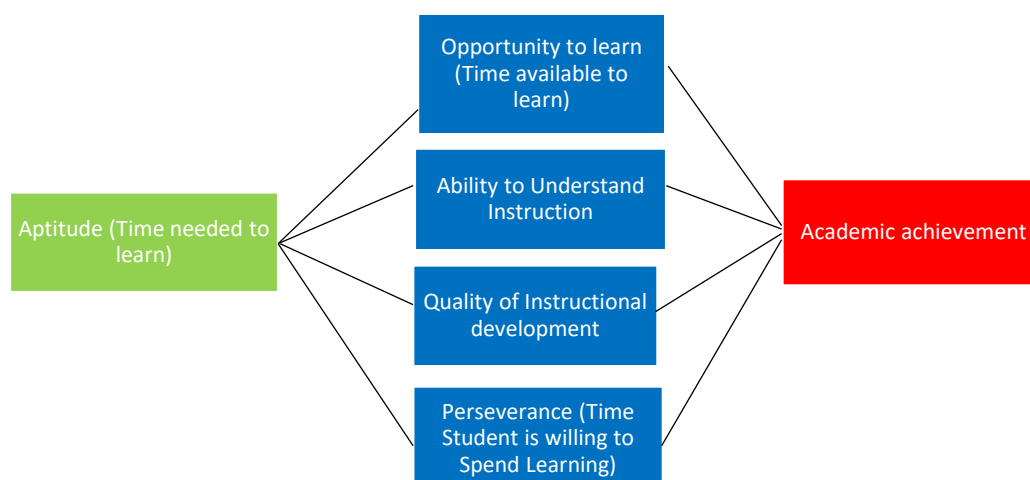 Opportunity to learn
(Time available to
learn)
Ability to Understand
Instruction
Aptitude (Time needed to
learn)
Academic achievement
Quality of Instructional
development
Perseverance (Time
Student is willing to
Spend Learning)